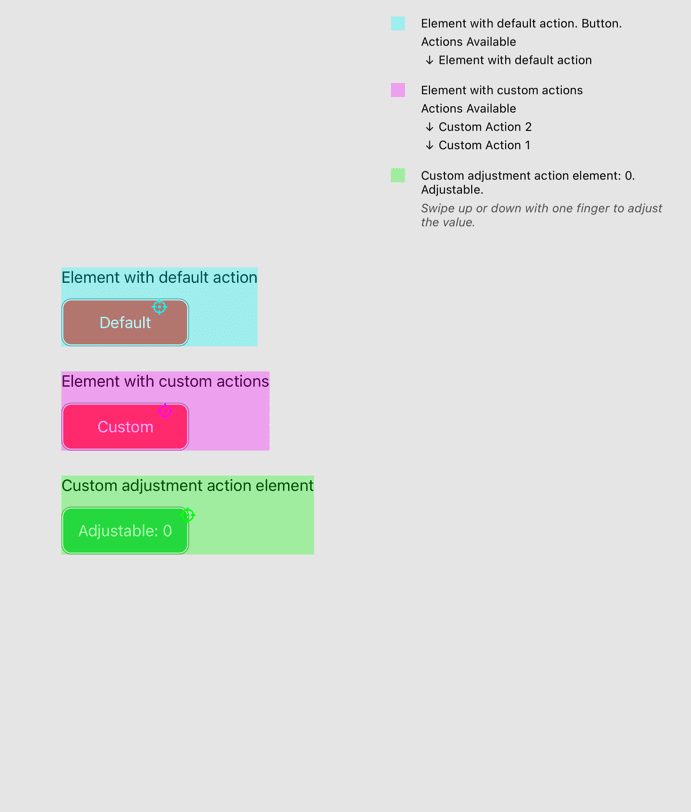 Element with default action. Button.
Actions Available
↓ Element with default action
Element with custom actions
Actions Available
↓ Custom Action 2
↓ Custom Action 1
Custom adjustment action element: 0.
Adjustable.
Swipe up or down with one finger to adjust
the value.
Element with default action
Default
Element with custom actions
Custom
Custom adjustment action element
Adjustable: 0